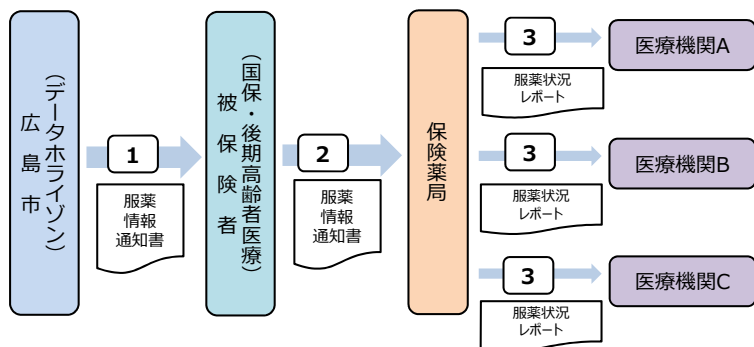 広島市
（データホライゾン）
1
服薬
情報
通知書
被保険者
（国保・後期高齢者医療）
2
服薬
情報
通知書
保険薬局
3
服薬状況
レポート
医療機関A
3
服薬状況
レポート
医療機関B
3
服薬状況
レポート
医療機関C